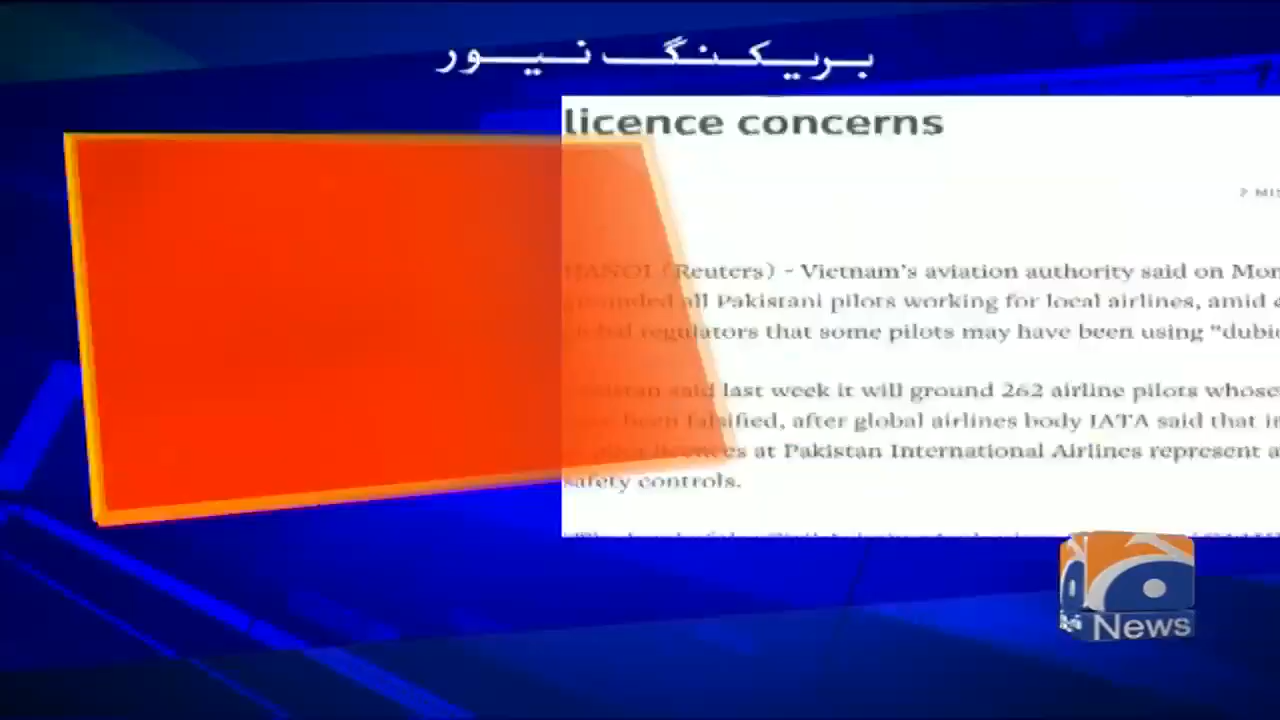 بریکنگ نیوز
licence concerns
2 MIN
HANOI (Reuters) - Vietnam's aviation authority said on Mon
grounded all Pakistani pilots working for local airlines, amid
global regulators that some pilots may have been using "dubi
Pakistan said last week it will ground 262 airline pilots whose
have been falsified, after global airlines body IATA said that
at Pakistan International Airlines represent a
safety controls.
News